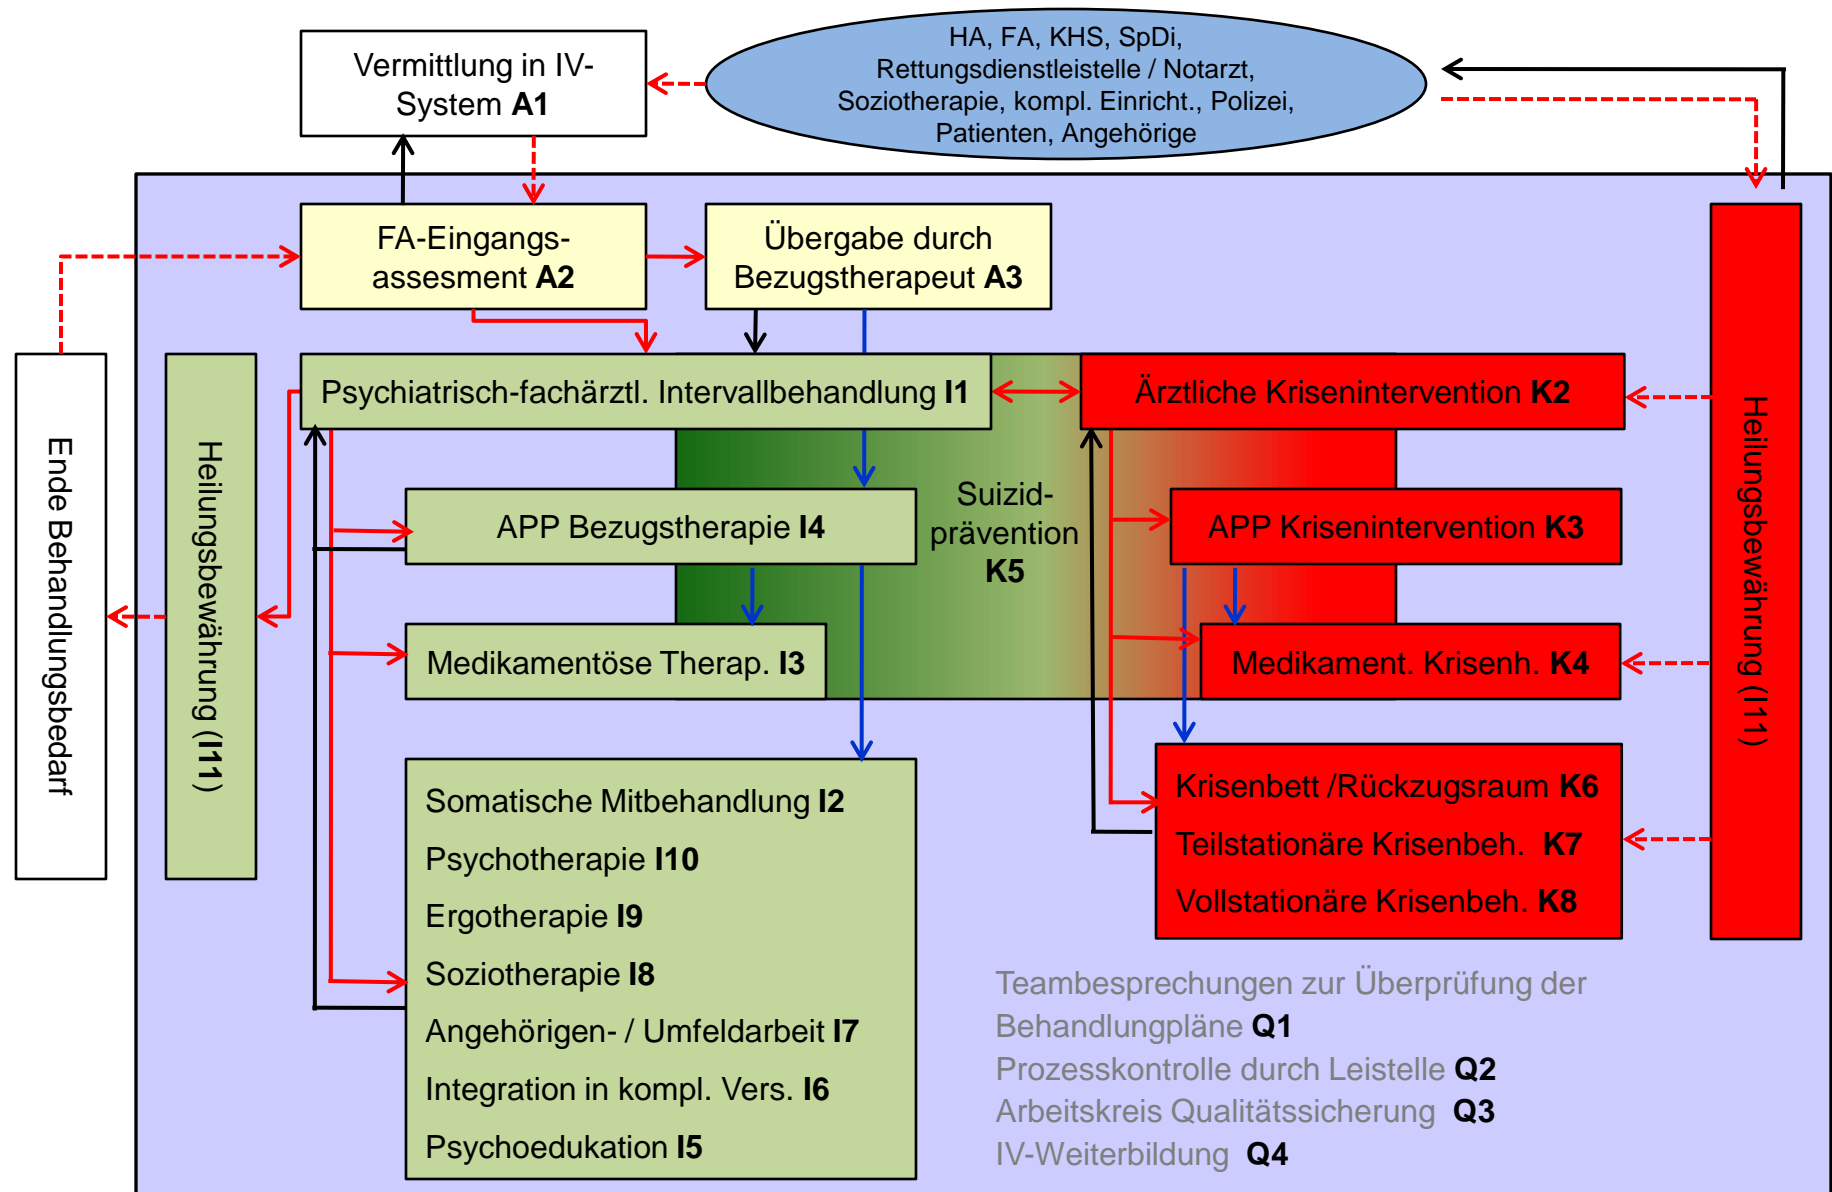 Vermittlung in IV-
System A1
HA, FA, KHS, SpDi,
Rettungsdienstleistelle / Notarzt,
Soziotherapie, kompl. Einricht., Polizei,
Patienten, Angehörige
FA-Eingangs-
assesment A2
Übergabe durch
Bezugstherapeut A3
Psychiatrisch-fachärztl. Intervallbehandlung I1
Ärztliche Krisenintervention K2
Ende Behandlungsbedarf
Heilungsbewährung (I11)
APP Bezugstherapie I4
Suizid-
prävention
K5
APP Krisenintervention K3
Heilungsbewährung (I11)
Medikamentöse Therap. I3
Medikament. Krisenh. K4
Somatische Mitbehandlung I2
Psychotherapie I10
Ergotherapie I9
Soziotherapie I8
Angehörigen- / Umfeldarbeit I7
Integration in kompl. Vers. I6
Psychoedukation I5
Krisenbett /Rückzugsraum K6
Teilstationäre Krisenbeh. K7
Vollstationäre Krisenbeh. K8
Teambesprechungen zur Überprüfung der
Behandlungpläne Q1
Prozesskontrolle durch Leistelle Q2
Arbeitskreis Qualitätssicherung Q3
IV-Weiterbildung Q4